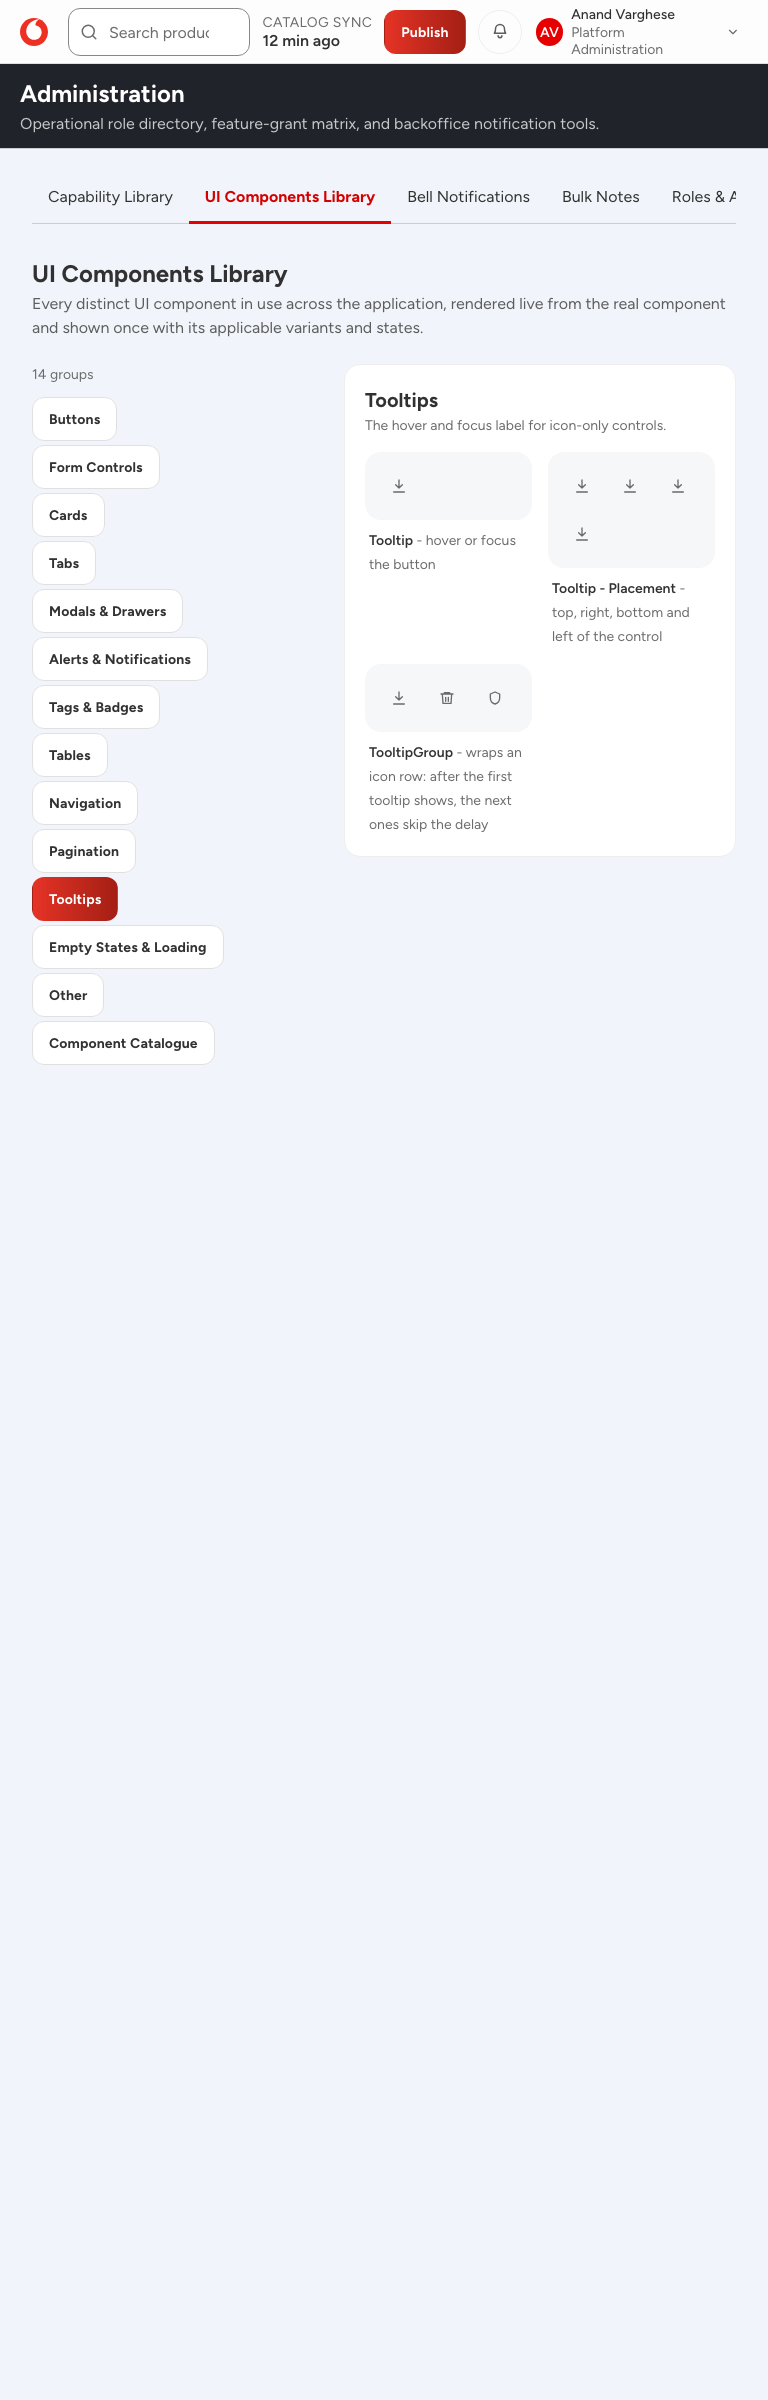 Search produc
CATALOG SYNC
12 min ago
Publish
AV
Anand Varghese
Platform
Administration
Administration
Operational role directory, feature-grant matrix, and backoffice notification tools.
Capability Library
UI Components Library
Bell Notifications
Bulk Notes
Roles & A
UI Components Library
Every distinct UI component in use across the application, rendered live from the real component
and shown once with its applicable variants and states.
14 groups
Buttons
Form Controls
Cards
Tabs
Modals & Drawers
Alerts & Notifications
Tags & Badges
Tables
Navigation
Pagination
Tooltips
Empty States & Loading
Other
Component Catalogue
Tooltips
The hover and focus label for icon-only controls.
Tooltip - hover or focus
the button
Tooltip - Placement -
top, right, bottom and
left of the control
TooltipGroup - wraps an
icon row: after the first
tooltip shows, the next
ones skip the delay